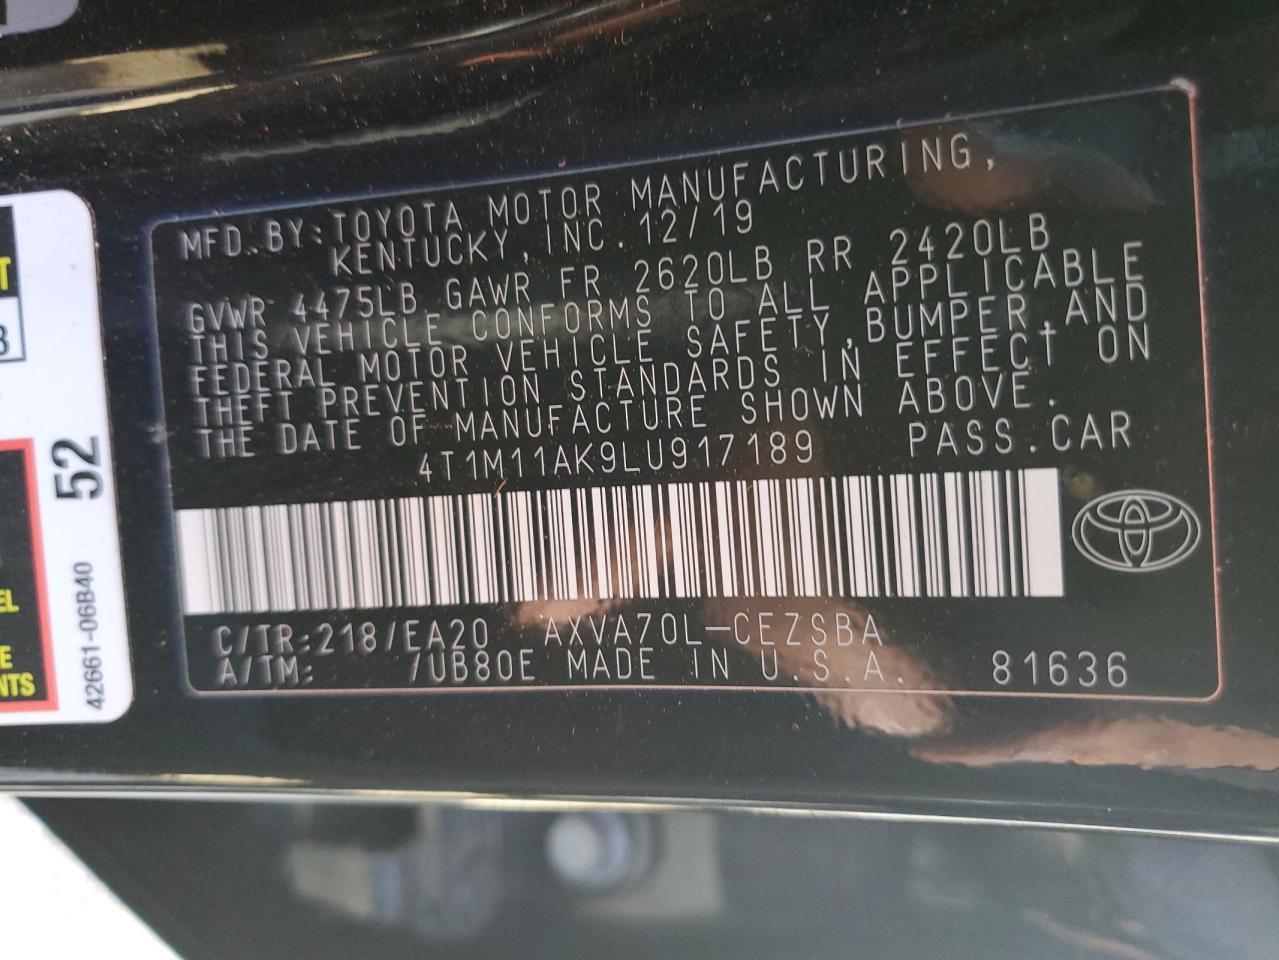 MFD. BY: TOYOTA MOTOR MANUFACTURING,
KENTUCKY, INC. 12/19
GVWR 4475LB GAWR FR 2620LB RR 2420LB
THIS VEHICLE CONFORMS TO ALL APPLICABLE
FEDERAL MOTOR VEHICLE SAFETY, BUMPER, AND
THEFT PREVENTION STANDARDS IN EFFECT ON
THE DATE OF MANUFACTURE SHOWN ABOVE.
4T1M11AK9LU917189 PASS.CAR
C/TR:218/EA20 AXVA70L-CEZSBA
A/TM: /UB80E MADE IN U.S.A. 81636
52
42661-06B40